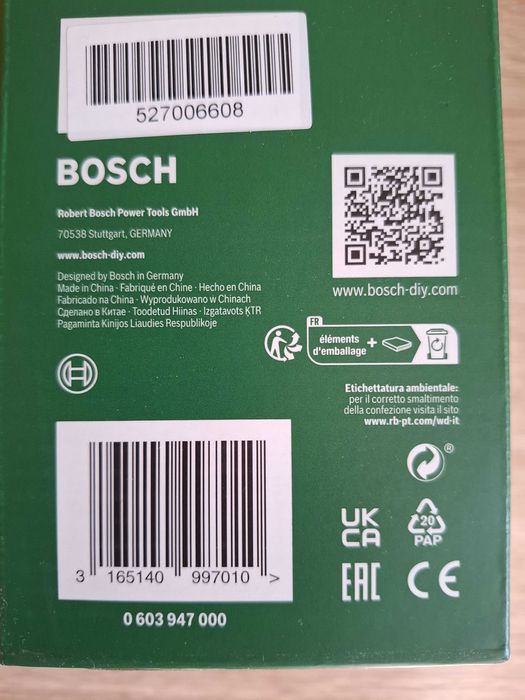 527006608
BOSCH
Robert Bosch Power Tools GmbH
70538 Stuttgart, GERMANY
www.bosch-diy.com
Designed by Bosch in Germany
Made in China · Fabriqué en Chine · Hecho en China
Fabricado na China · Wyprodukowano w Chinach
Сделано в Китае · Toodetud Hiinas · Izgatavots ĶTR
Pagaminta Kinijos Liaudies Respublikoje
www.bosch-diy.com
FR
éléments
d'emballage +
Etichettatura ambientale:
per il corretto smaltimento
della confezione visita il sito
www.rb-pt.com/wd-it
®
3 165140 997010 >
0 603 947 000
UK
CA
20
PAP
EAC
CE